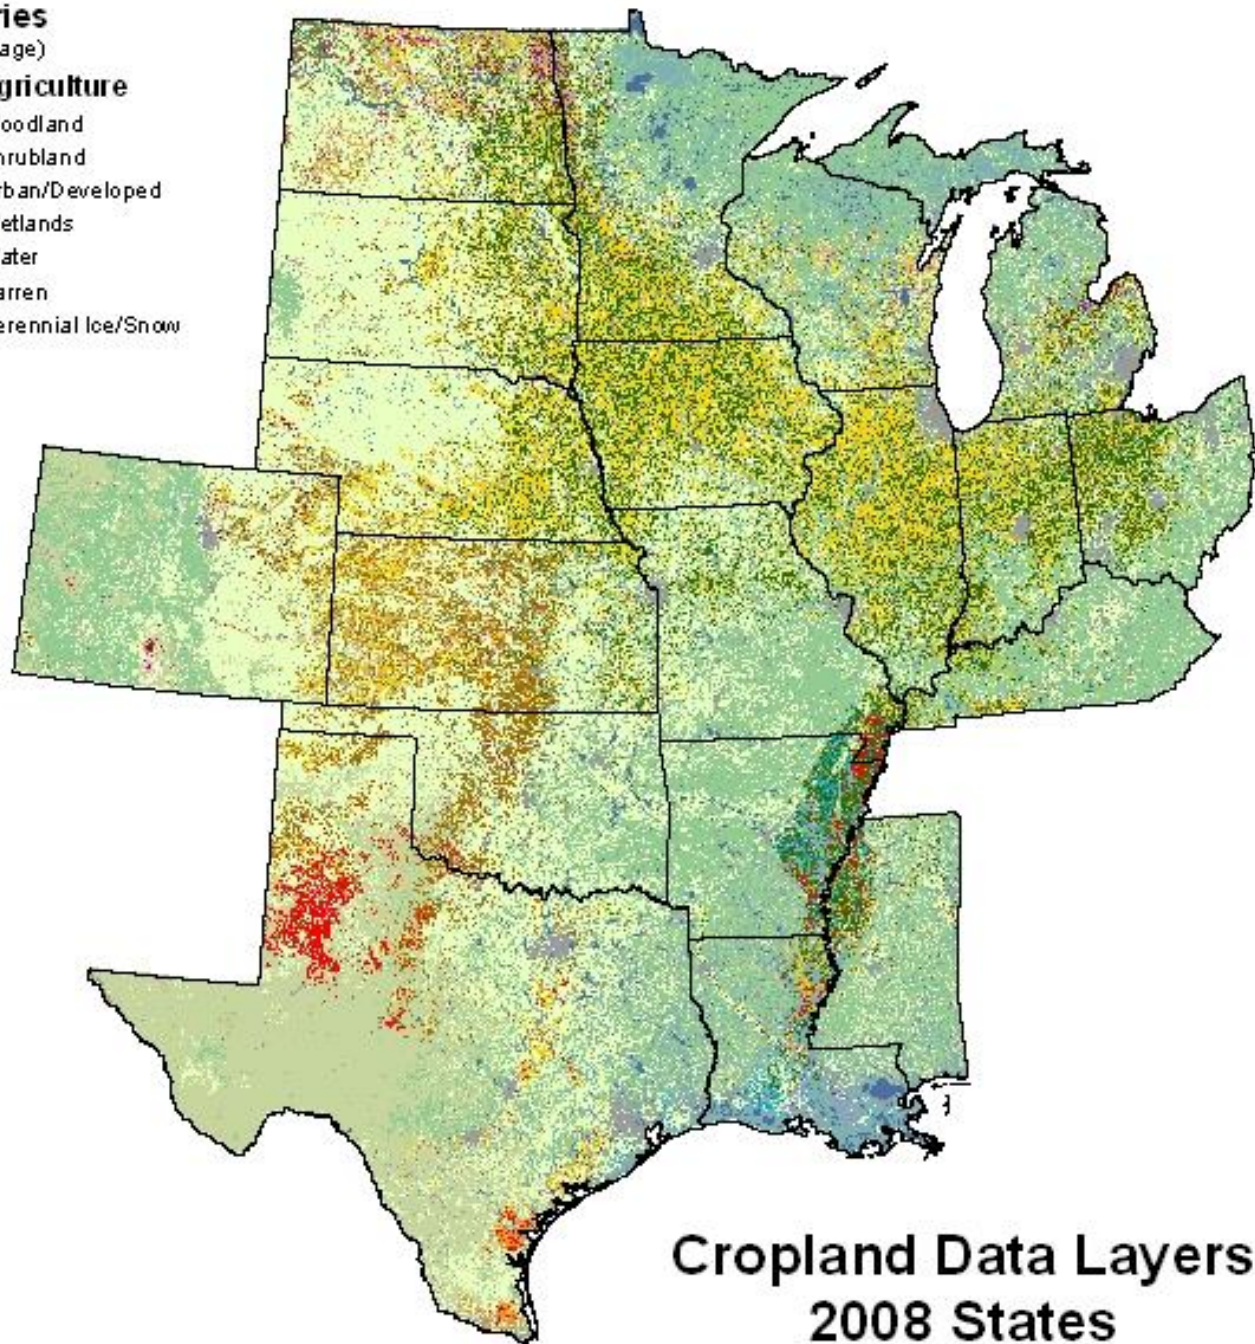 ries
age)
griculture
oodland
hrubland
rban/Developed
etlands
ater
arren
erennial Ice/Snow
Cropland Data Layers
2008 States